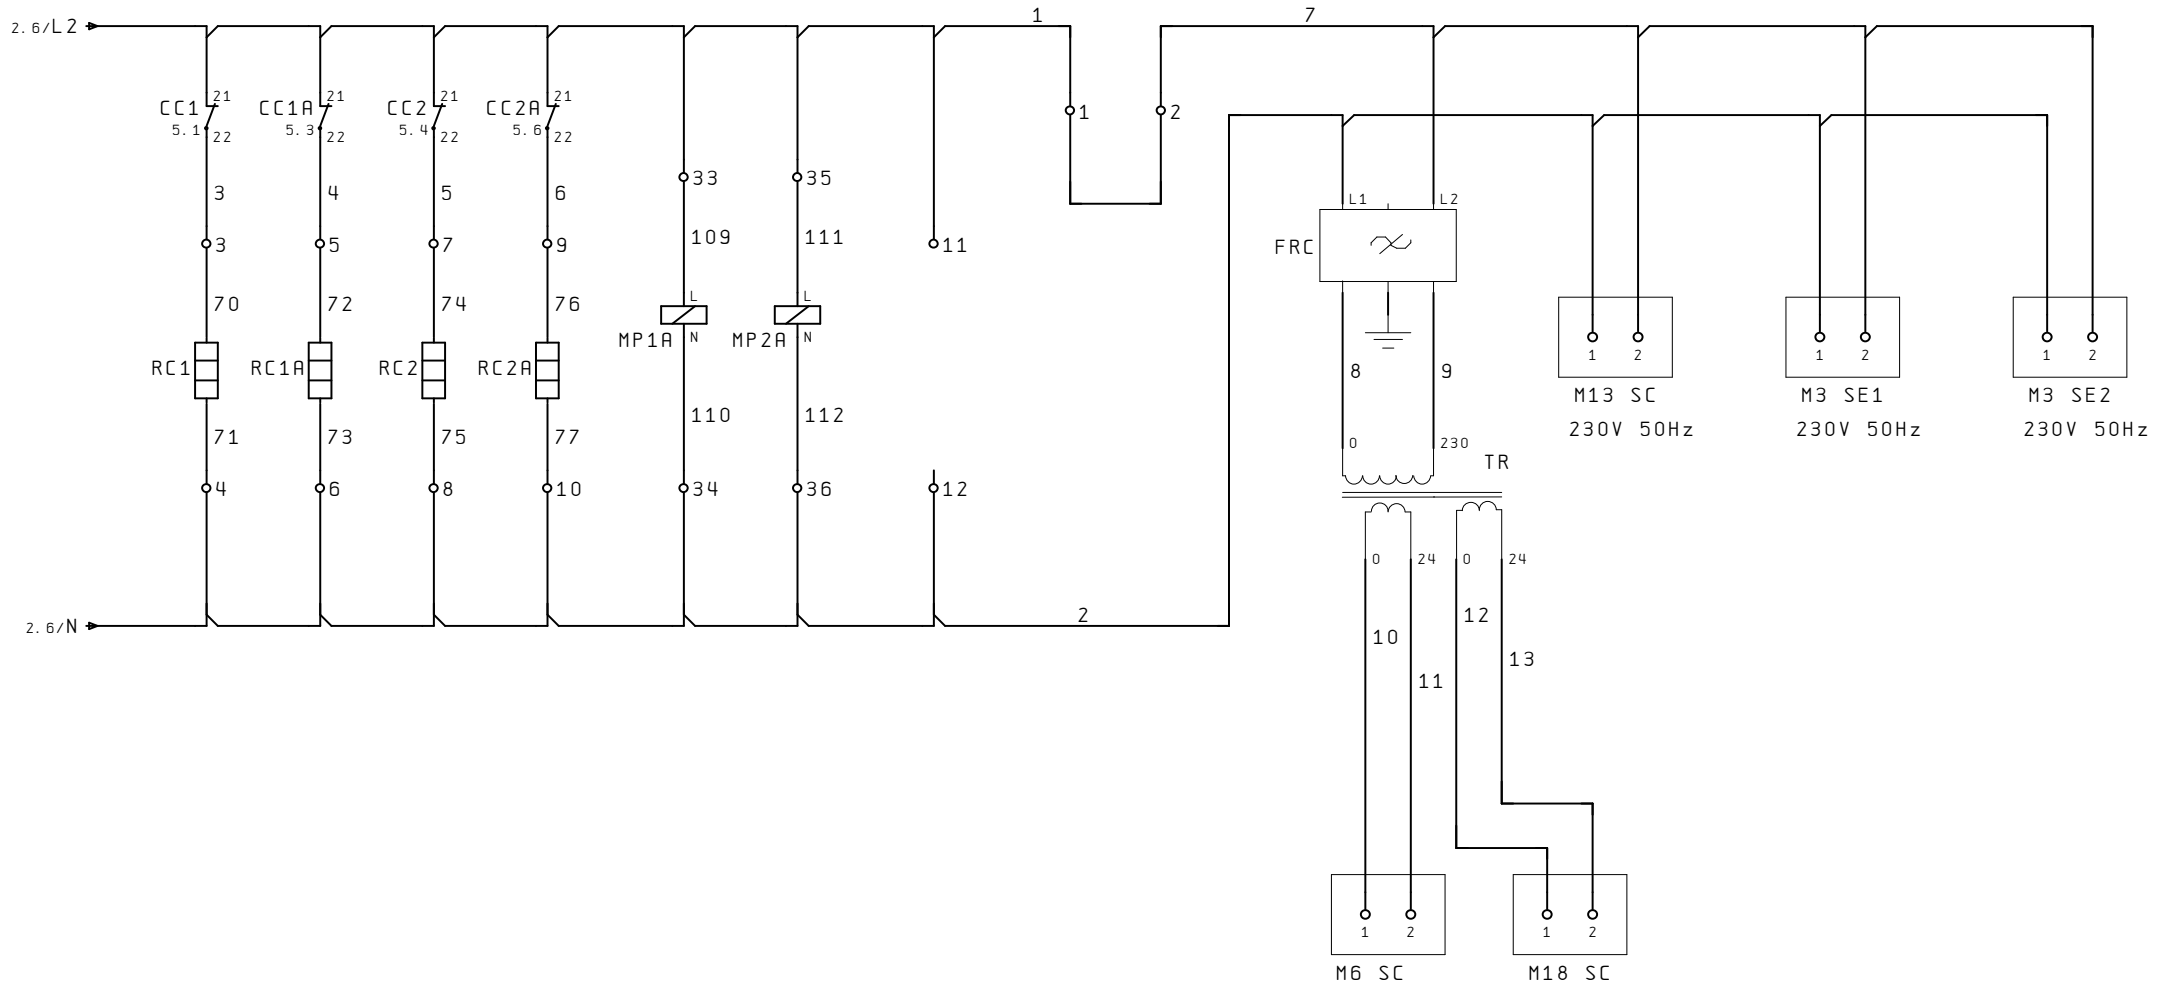 1 7
2.6/L2
CC1 21 CC1A 21 CC2 21 CC2A 21
5.1 22 5.3 22 5.4 22 5.6 22
1 2
33 35
3 4 5 6
L1 L2
109 111
3 5 7 9 11
FRC
70 72 74 76
L L
MP1A N MP2A N
1 2 1 2 1 2
RC1 RC1A RC2 RC2A
8 9
M13 SC M3 SE1 M3 SE2
110 112
230V 50Hz 230V 50Hz 230V 50Hz
71 73 75 77
0 230
TR
4 6 8 10 34 36 12
0 24 0 24
2 12
2.6/N
10
13
11
1 2 1 2
M6 SC M18 SC